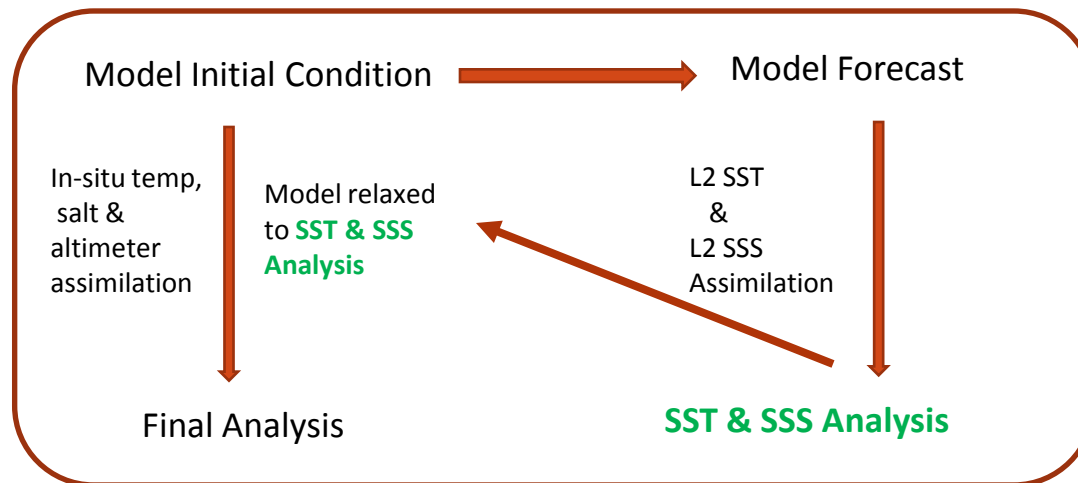 Model Initial Condition
Model Forecast
In-situ temp,
salt &
altimeter
assimilation
Model relaxed
to SST & SSS
Analysis
L2 SST
&
L2 SSS
Assimilation
Final Analysis
SST & SSS Analysis